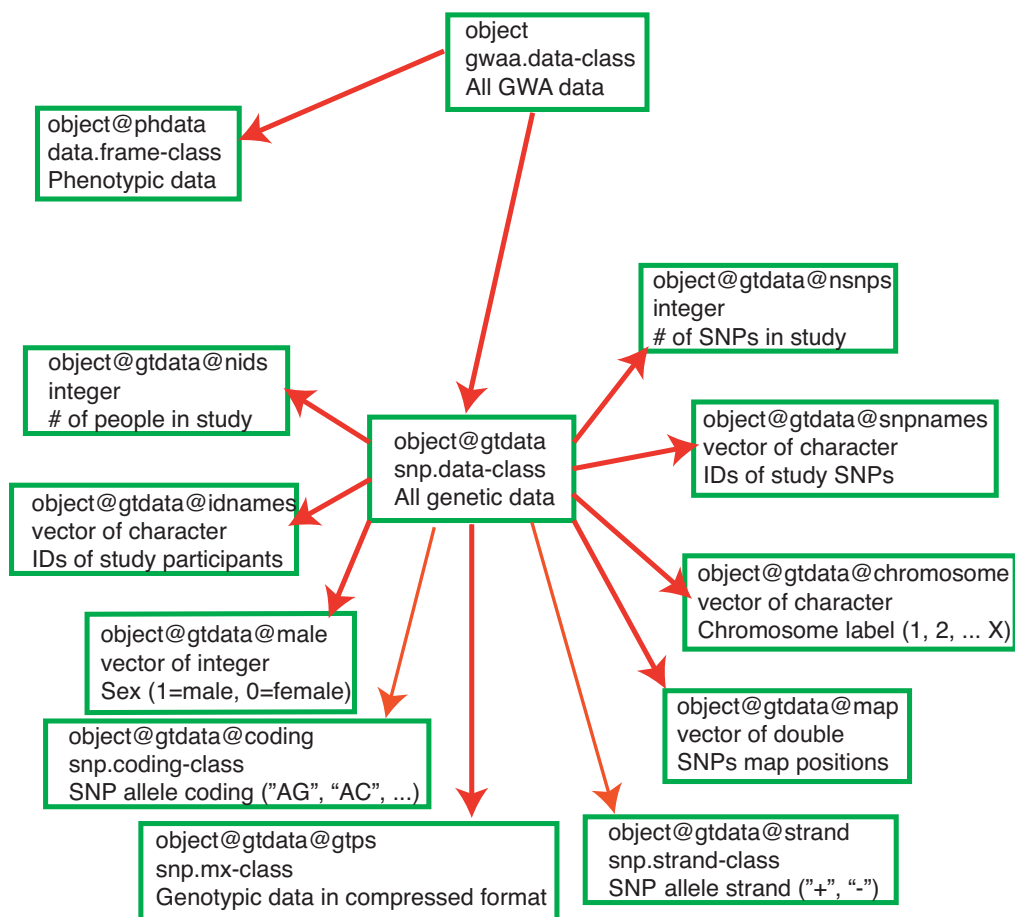 object
gwaa.data-class
All GWA data
object@phdata
data.frame-class
Phenotypic data
object@gtdata@nsnps
integer
# of SNPs in study
object@gtdata@nids
integer
# of people in study
object@gtdata
snp.data-class
All genetic data
object@gtdata@snpnames
vector of character
IDs of study SNPs
object@gtdata@idnames
vector of character
IDs of study participants
object@gtdata@chromosome
vector of character
Chromosome label (1, 2, ... X)
object@gtdata@male
vector of integer
Sex (1=male, 0=female)
object@gtdata@map
vector of double
SNPs map positions
object@gtdata@coding
snp.coding-class
SNP allele coding ("AG", “AC”, ...)
object@gtdata@gtps
snp.mx-class
Genotypic data in compressed format
object@gtdata@strand
snp.strand-class
SNP allele strand ("+", “-”)